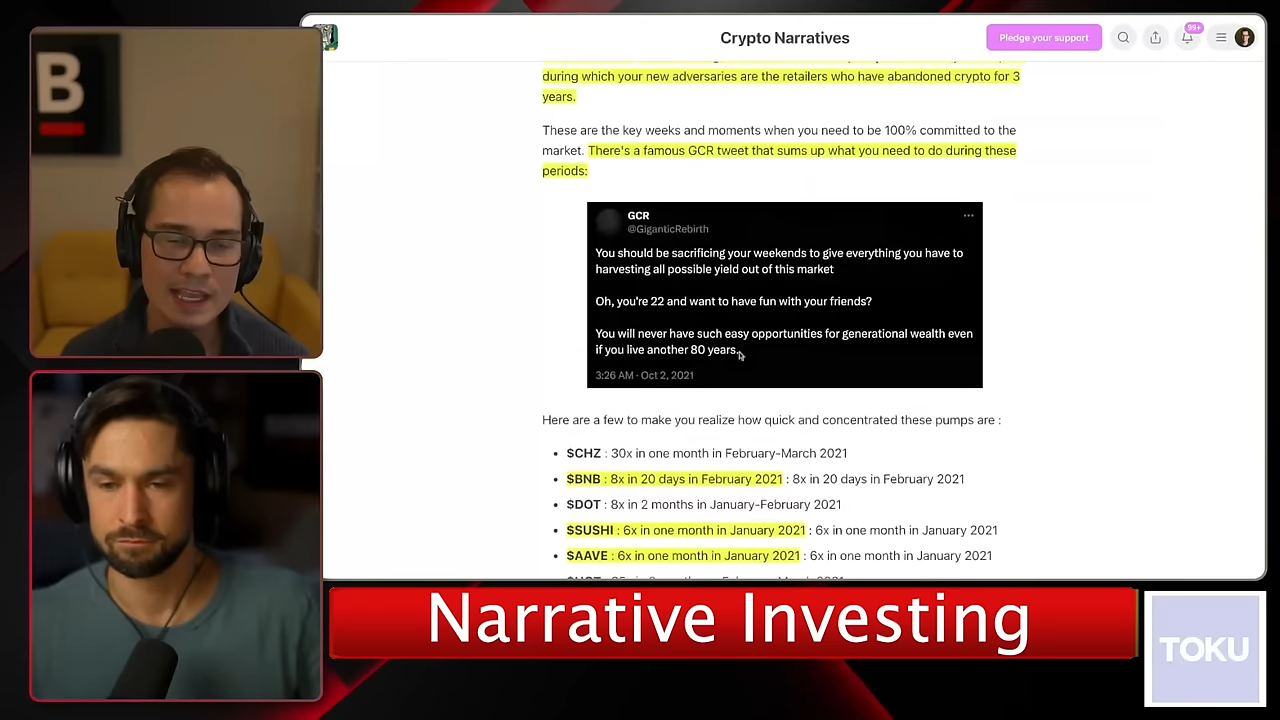 B
Crypto Narratives
Pledge your support
99+
during which your new adversaries are the retailers who have abandoned crypto for 3
years.
These are the key weeks and moments when you need to be 100% committed to the
market. There's a famous GCR tweet that sums up what you need to do during these
periods:
GCR
@GiganticRebirth
You should be sacrificing your weekends to give everything you have to
harvesting all possible yield out of this market
Oh, you're 22 and want to have fun with your friends?
You will never have such easy opportunities for generational wealth even
if you live another 80 years.
3:26 AM · Oct 2, 2021
Here are a few to make you realize how quick and concentrated these pumps are :
• $CHZ : 30x in one month in February-March 2021
• $BNB : 8x in 20 days in February 2021 : 8x in 20 days in February 2021
• $DOT : 8x in 2 months in January-February 2021
• $SUSHI : 6x in one month in January 2021 : 6x in one month in January 2021
• $AAVE : 6x in one month in January 2021 : 6x in one month in January 2021
Narrative Investing
TOKU